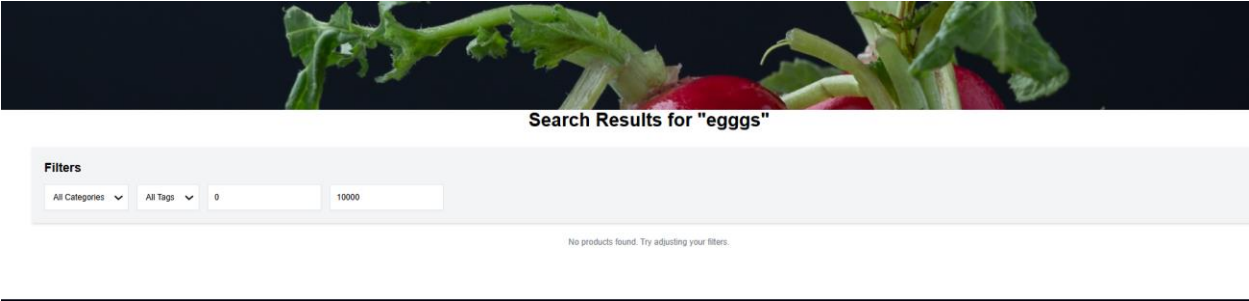 Search Results for "egggs"
Filters
All Categories All Tags 0 10000
No products found. Try adjusting your filters.